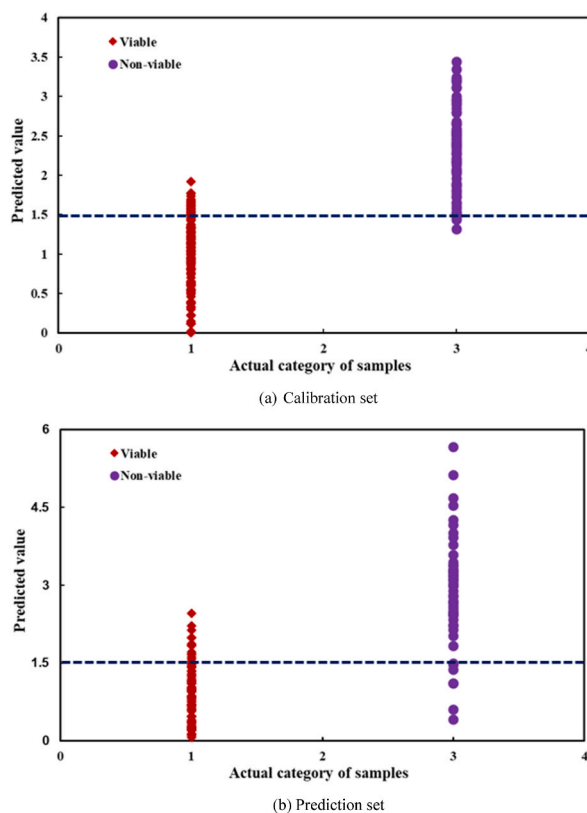 4
3.5
3
2.5
2
1.5
1
0.5
0
Predicted value
Viable
Non-viable
0 1 2 3 4
Actual category of samples
(a) Calibration set
6
4.5
3
1.5
0
Predicted value
Viable
Non-viable
0 1 2 3 4
Actual category of samples
(b) Prediction set